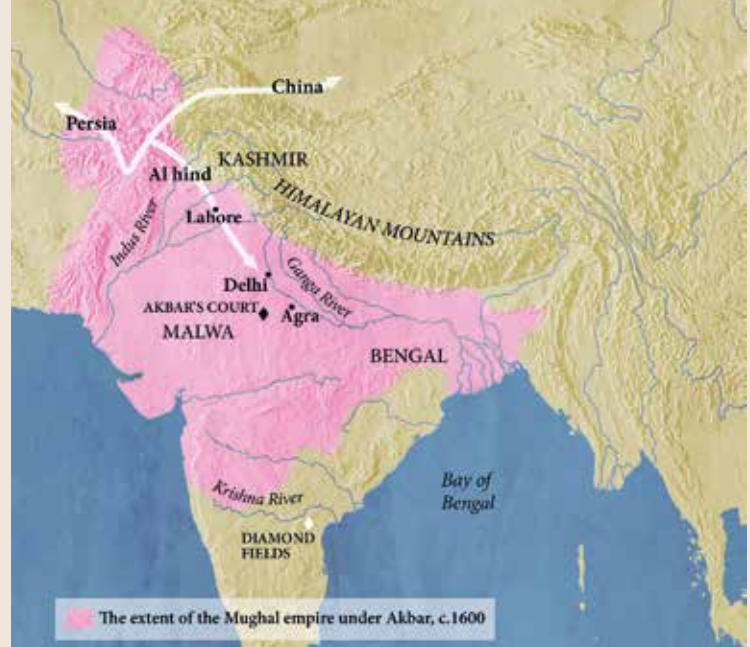 China
Persia
KASHMIR
Al hind
HIMALAYAN MOUNTAINS
Lahore
Indus River
Delhi
Ganga River
AKBAR'S COURT
Agra
MALWA
BENGAL
Bay of
Bengal
Krishna River
DIAMOND
FIELDS
The extent of the Mughal empire under Akbar, c.1600